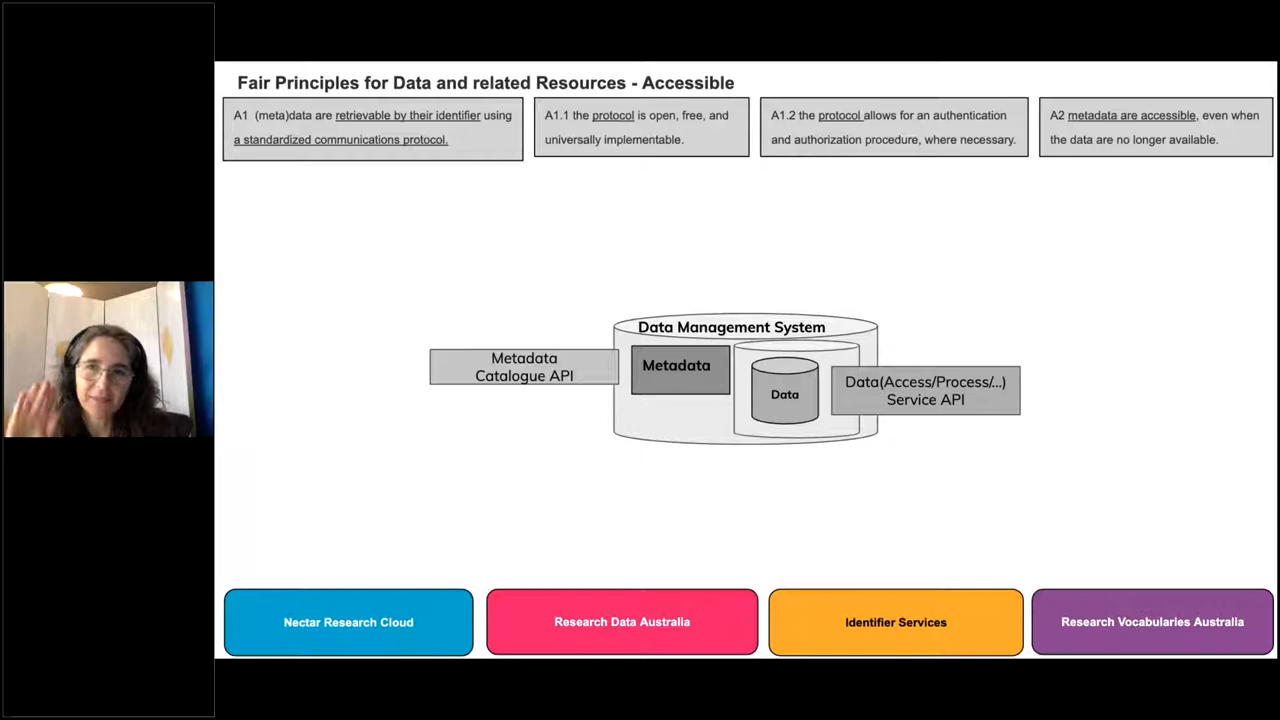 Fair Principles for Data and related Resources - Accessible
A1 (meta)data are retrievable by their identifier using
a standardized communications protocol.
A1.1 the protocol is open, free, and
universally implementable.
A1.2 the protocol allows for an authentication
and authorization procedure, where necessary.
A2 metadata are accessible, even when
the data are no longer available.
Data Management System
Metadata
Catalogue API
Metadata
Data
Data(Access/Process/...)
Service API
Nectar Research Cloud
Research Data Australia
Identifier Services
Research Vocabularies Australia